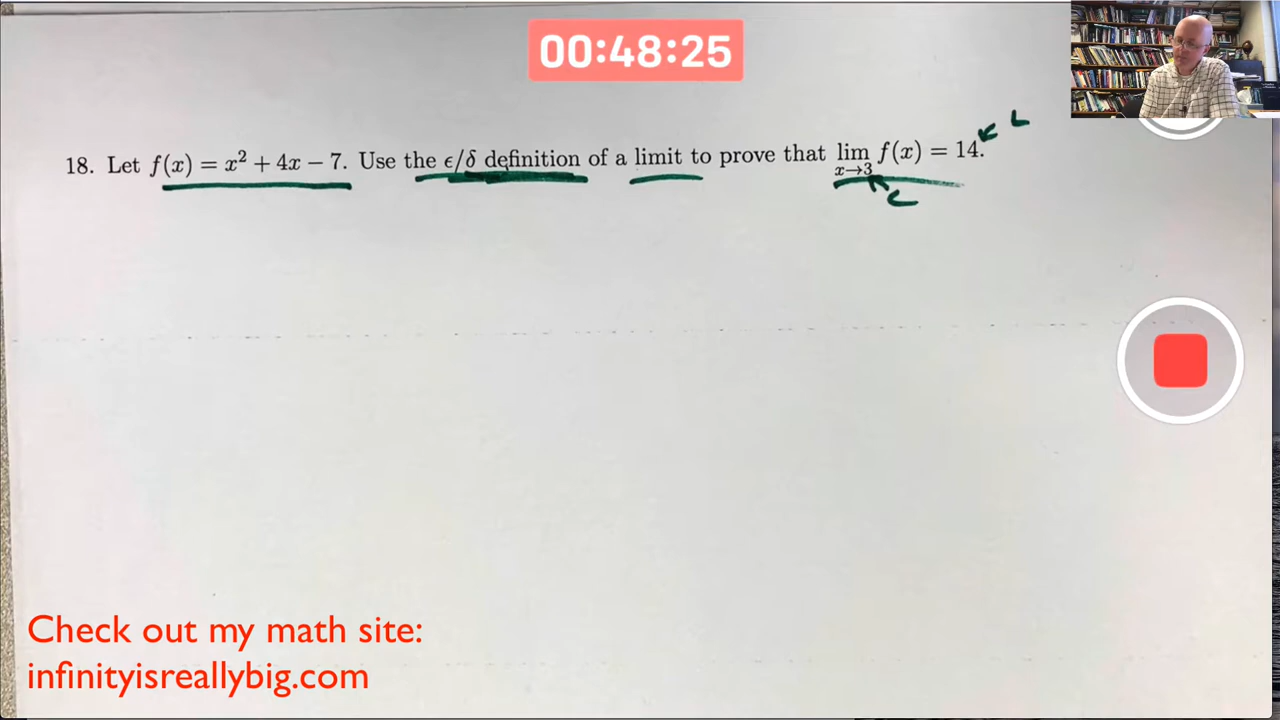 00:48:25
18. Let f(x) = x² + 4x − 7. Use the ϵ/δ definition of a limit to prove that lim f(x) = 14.
x→3
L
c
Check out my math site:
infinityisreallybig.com